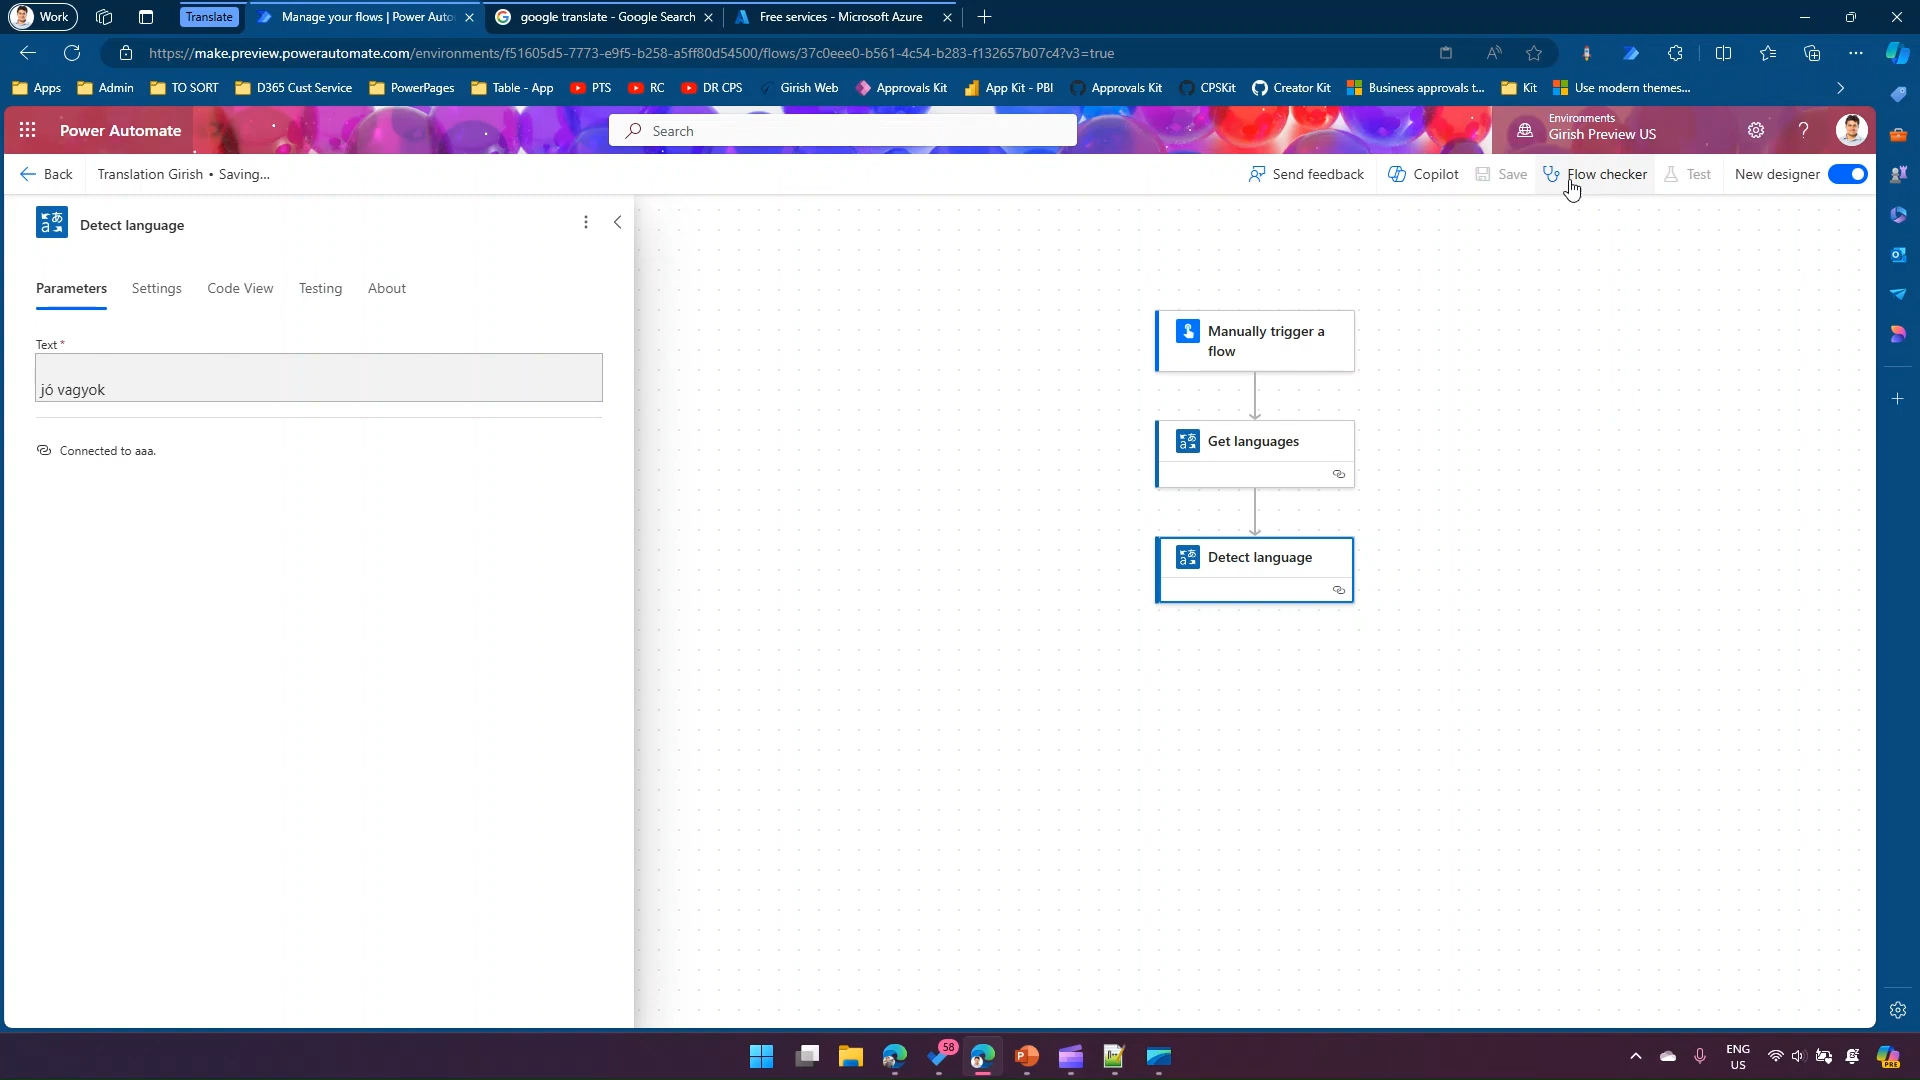 Work
Translate
Manage your flows | Power Auto
google translate - Google Search
Free services - Microsoft Azure
https://make.preview.powerautomate.com/environments/f51605d5-7773-e9f5-b258-a5ff80d54500/flows/37c0eee0-b561-4c54-b283-f132657b07c4?v3=true
Apps
Admin
TO SORT
D365 Cust Service
PowerPages
Table - App
PTS
RC
DR CPS
Girish Web
Approvals Kit
App Kit - PBI
Approvals Kit
CPSKit
Creator Kit
Business approvals t...
Kit
Use modern themes...
Power Automate
Search
Environments
Girish Preview US
Back
Translation Girish • Saving...
Send feedback
Copilot
Save
Flow checker
Test
New designer
Detect language
Parameters
Settings
Code View
Testing
About
Text *
jó vagyok
Connected to aaa.
Manually trigger a
flow
Get languages
Detect language
58
ENG
US
PRE